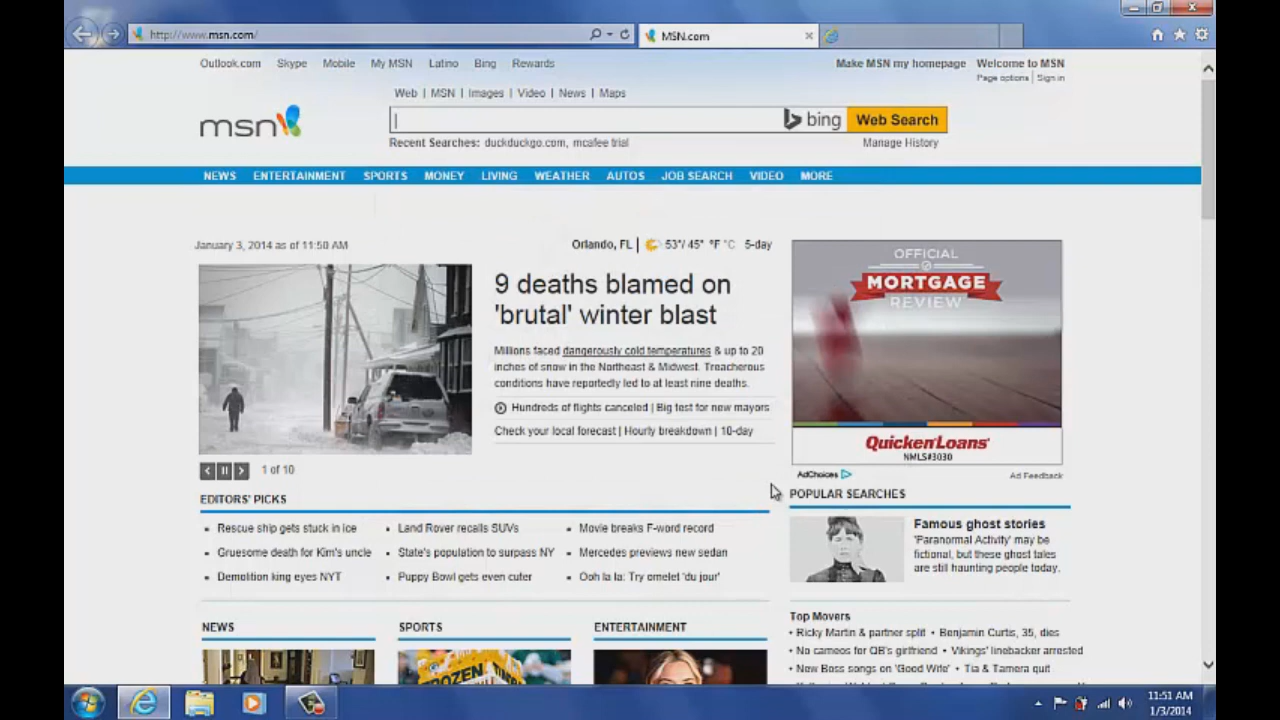 http://www.msn.com/
MSN.com
Outlook.com Skype Mobile My MSN Latino Bing Rewards
Make MSN my homepage Welcome to MSN
Page options | Sign in
Web | MSN | Images | Video | News | Maps
msn
bing Web Search
Recent Searches: duckduckgo.com, mcafee trial
Manage History
NEWS ENTERTAINMENT SPORTS MONEY LIVING WEATHER AUTOS JOB SEARCH VIDEO MORE
January 3, 2014 as of 11:50 AM
Orlando, FL | 53°/ 45° °F °C 5-day
9 deaths blamed on
'brutal' winter blast
Millions faced dangerously cold temperatures & up to 20
inches of snow in the Northeast & Midwest. Treacherous
conditions have reportedly led to at least nine deaths.
Hundreds of flights canceled | Big test for new mayors
Check your local forecast | Hourly breakdown | 10-day
1 of 10
OFFICIAL
MORTGAGE
REVIEW
Quicken Loans
NMLS#3030
AdChoices
Ad Feedback
EDITORS' PICKS
Rescue ship gets stuck in ice
Gruesome death for Kim's uncle
Demolition king eyes NYT
Land Rover recalls SUVs
State's population to surpass NY
Puppy Bowl gets even cuter
Movie breaks F-word record
Mercedes previews new sedan
Ooh la la: Try omelet 'du jour'
POPULAR SEARCHES
Famous ghost stories
'Paranormal Activity' may be
fictional, but these ghost tales
are still haunting people today.
Top Movers
• Ricky Martin & partner split • Benjamin Curtis, 35, dies
• No cameos for QB's girlfriend • Vikings' linebacker arrested
• New Boss songs on 'Good Wife' • Tia & Tamera quit
NEWS
SPORTS
ENTERTAINMENT
FROZEN
11:51 AM
1/3/2014